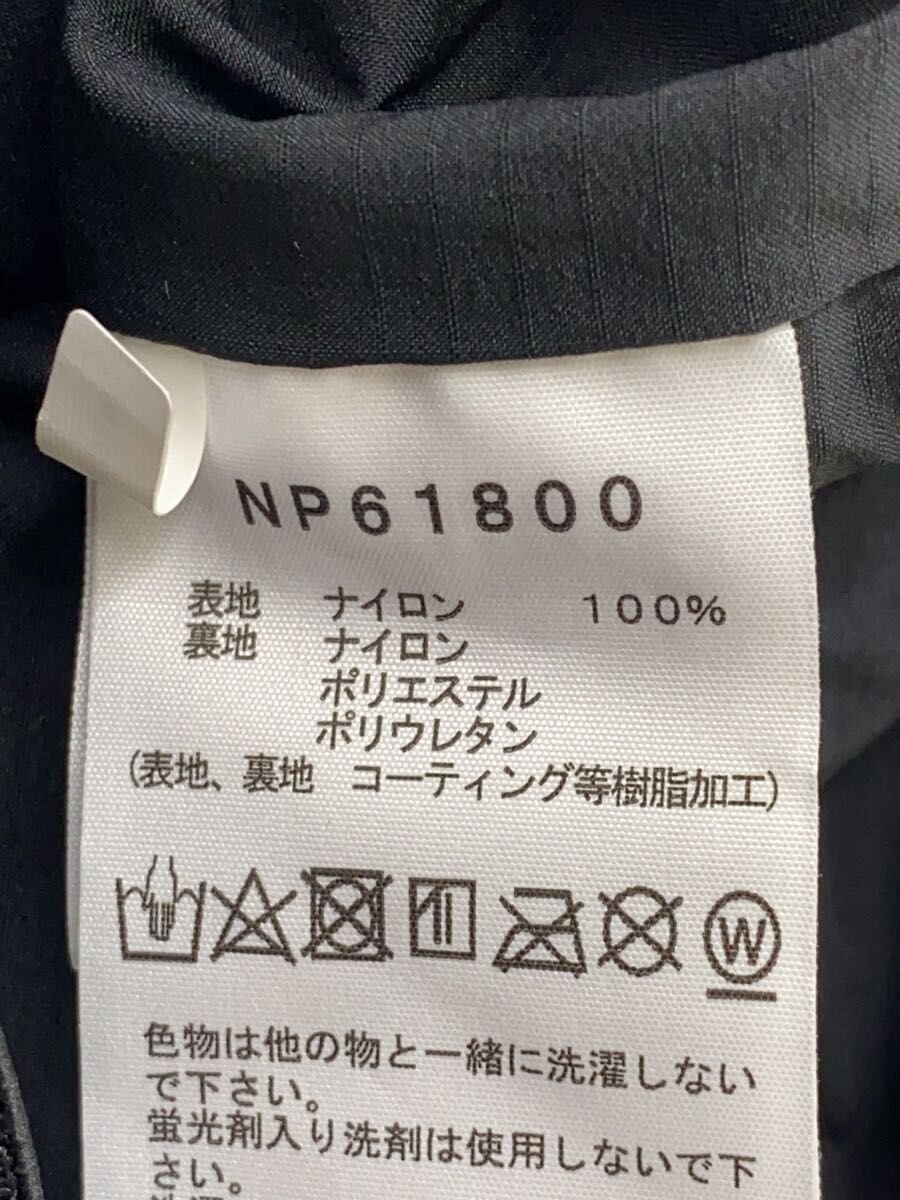 NP61800
表地 ナイロン 100%
裏地 ナイロン
ポリエステル
ポリウレタン
(表地、裏地 コーティング等樹脂加工)
W
色物は他の物と一緒に洗濯しない
で下さい。
蛍光剤入り洗剤は使用しないで下
さい。